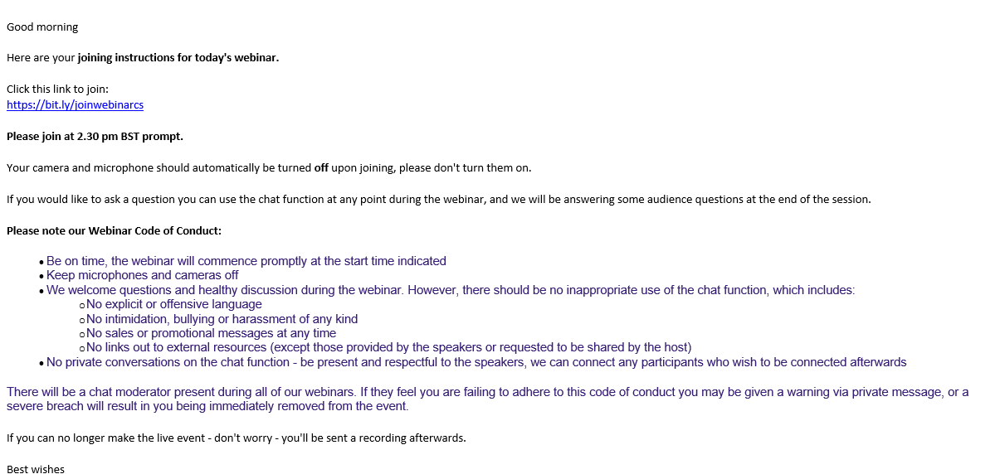 Good morning
Here are your joining instructions for today's webinar.
Click this link to join:
https://bit.ly/joinwebinarcs
Please join at 2.30 pm BST prompt.
Your camera and microphone should automatically be turned off upon joining, please don't turn them on.
If you would like to ask a question you can use the chat function at any point during the webinar, and we will be answering some audience questions at the end of the session.
Please note our Webinar Code of Conduct:
• Be on time, the webinar will commence promptly at the start time indicated
• Keep microphones and cameras off
• We welcome questions and healthy discussion during the webinar. However, there should be no inappropriate use of the chat function, which includes:
o No explicit or offensive language
o No intimidation, bullying or harassment of any kind
o No sales or promotional messages at any time
o No links out to external resources (except those provided by the speakers or requested to be shared by the host)
• No private conversations on the chat function - be present and respectful to the speakers, we can connect any participants who wish to be connected afterwards
There will be a chat moderator present during all of our webinars. If they feel you are failing to adhere to this code of conduct you may be given a warning via private message, or a
severe breach will result in you being immediately removed from the event.
If you can no longer make the live event - don't worry - you'll be sent a recording afterwards.
Best wishes